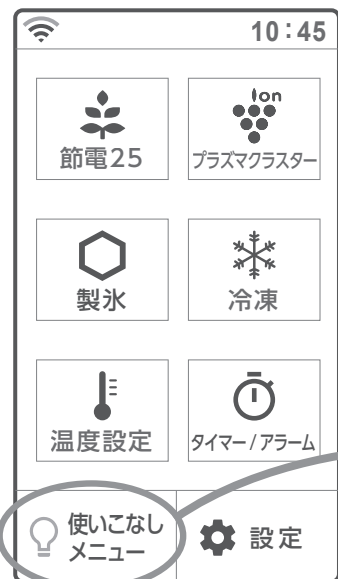 10:45
Ion
節電25
プラズマクラスター
製氷
冷凍
温度設定
タイマー/アラーム
使いこなし
メニュー
設定